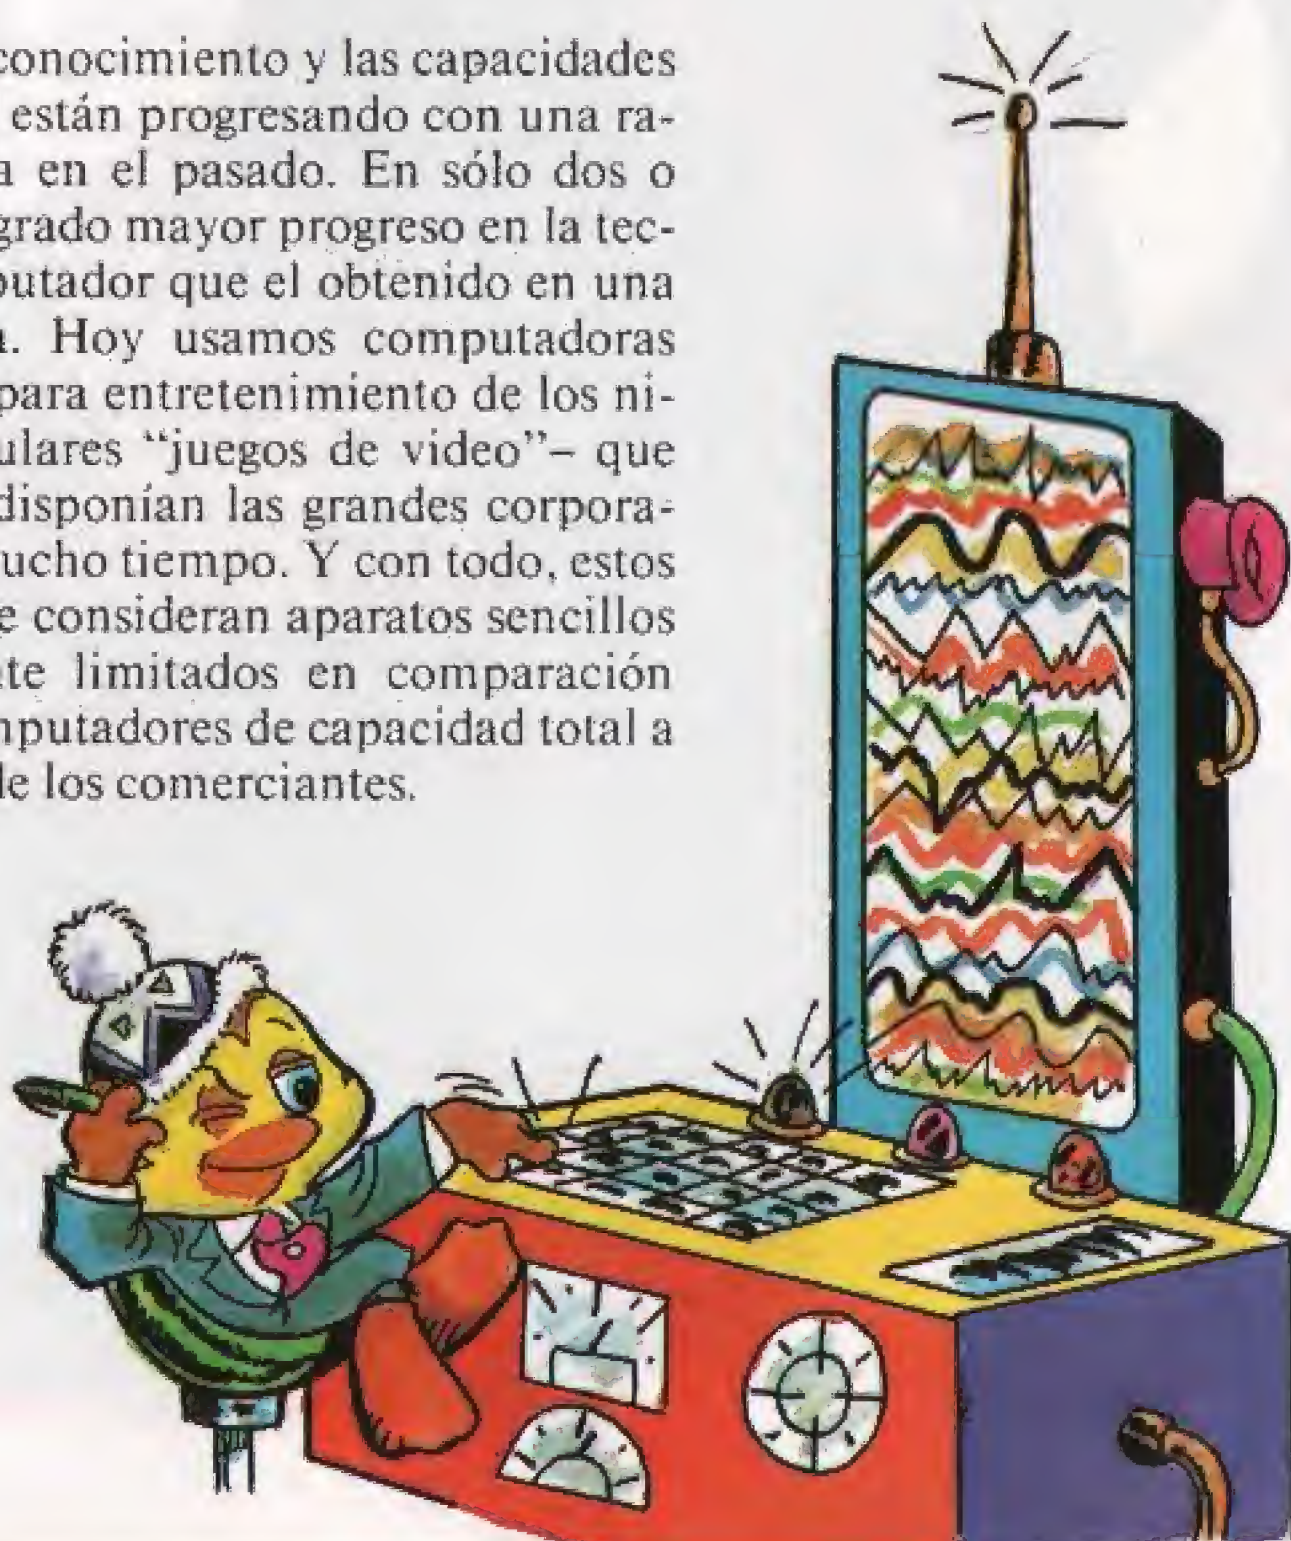 conocimiento y las capacidades
están progresando con una ra-
a en el pasado. En sólo dos o
grado mayor progreso en la tec-
putador que el obtenido en una
a. Hoy usamos computadoras
para entretenimiento de los ni-
ulares “juegos de video”– que
disponían las grandes corpora-
ucho tiempo. Y con todo, estos
e consideran aparatos sencillos
te limitados en comparación
mputadores de capacidad total a
de los comerciantes.